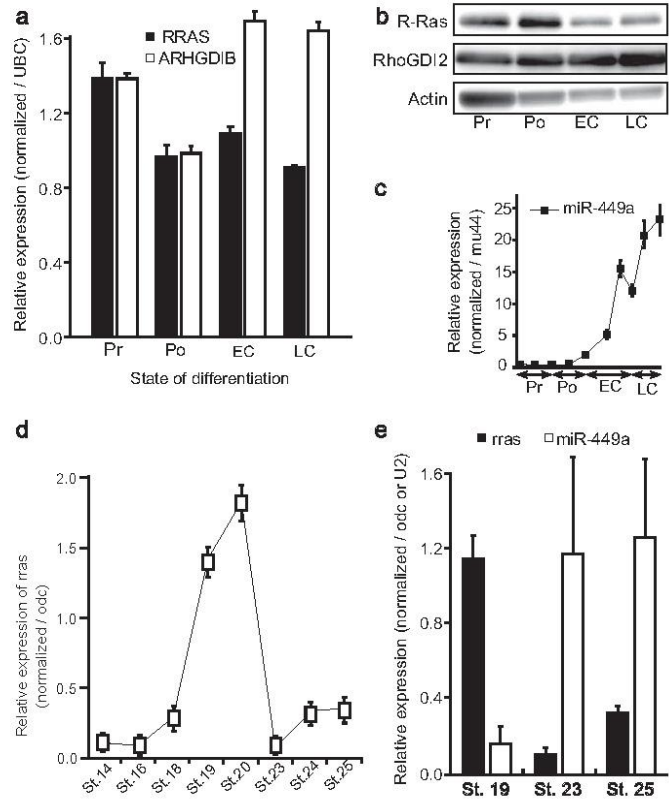 a
RRAS
ARHGDIB
Relative expression (normalized / UBC)
1.6
1.2
0.8
0.4
0.0
Pr Po EC LC
State of differentiation
b
R-Ras
RhoGDI2
Actin
Pr Po EC LC
c
miR-449a
Relative expression
(normalized / mu44)
25
20
15
10
5
0
Pr Po EC LC
d
Relative expression of rras
(normalized / odc)
2.0
1.5
1.0
0.5
0.0
St.14 St.16 St.18 St.19 St.20 St.23 St.24 St.25
e
rras miR-449a
Relative expression (normalized / odc or U2)
1.6
1.2
0.8
0.4
0.0
St. 19 St. 23 St. 25